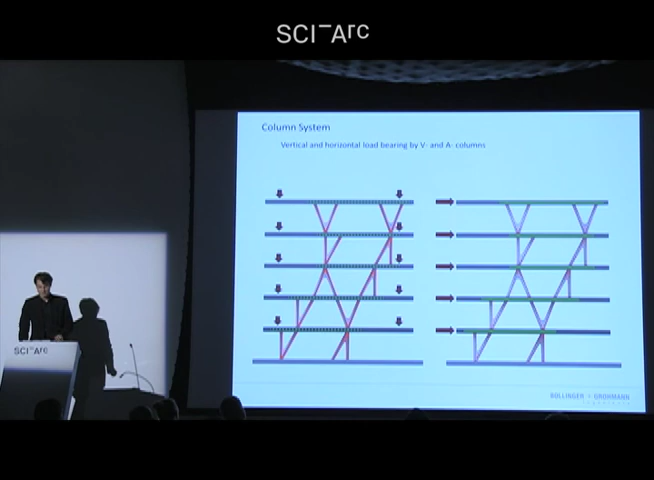 SCI-Arc
Column System
Vertical and horizontal load bearing by V- and A- columns
SCI-Arc
BOLLINGER + GROHMANN